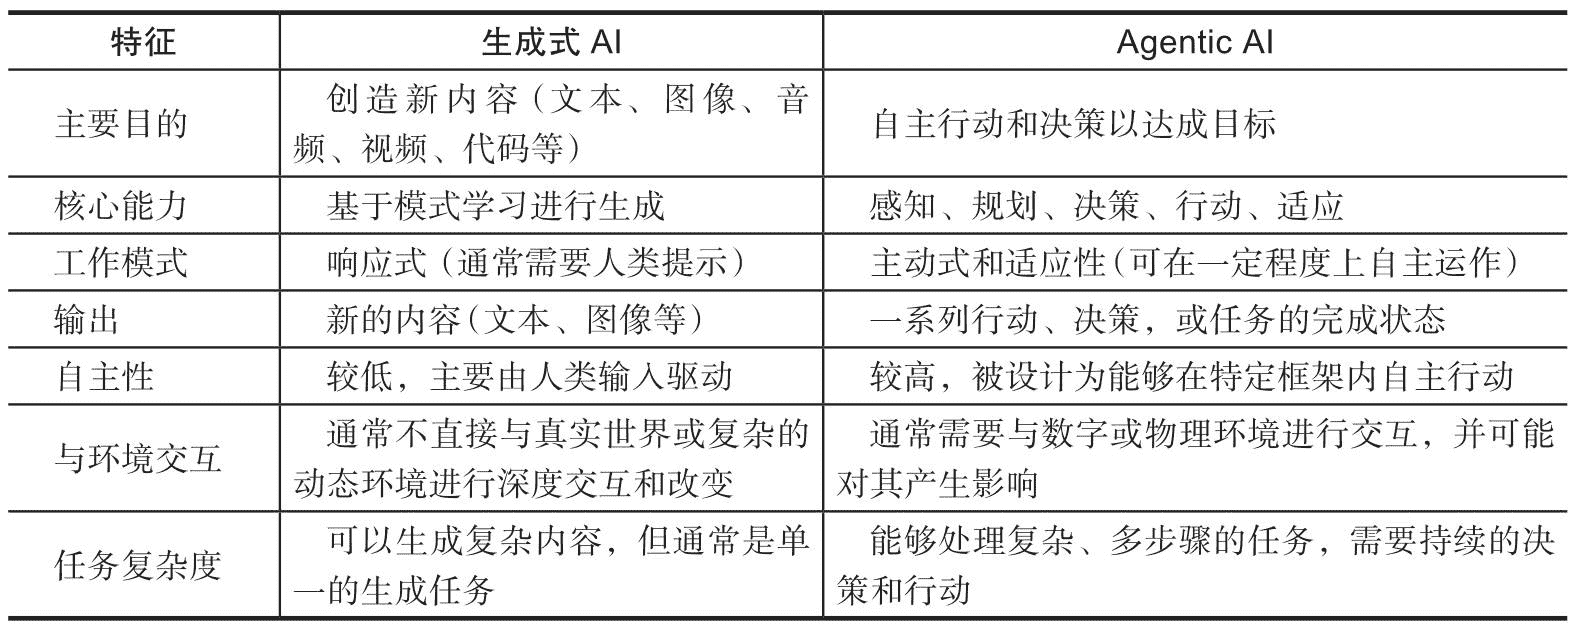 特征 生成式 AI Agentic AI
主要目的 创造新内容（文本、图像、音
频、视频、代码等） 自主行动和决策以达成目标
核心能力 基于模式学习进行生成 感知、规划、决策、行动、适应
工作模式 响应式（通常需要人类提示） 主动式和适应性（可在一定程度上自主运作）
输出 新的内容（文本、图像等） 一系列行动、决策，或任务的完成状态
自主性 较低，主要由人类输入驱动 较高，被设计为能够在特定框架内自主行动
与环境交互 通常不直接与真实世界或复杂的
动态环境进行深度交互和改变 通常需要与数字或物理环境进行交互，并可能
对其产生影响
任务复杂度 可以生成复杂内容，但通常是单
一的生成任务 能够处理复杂、多步骤的任务，需要持续的决
策和行动